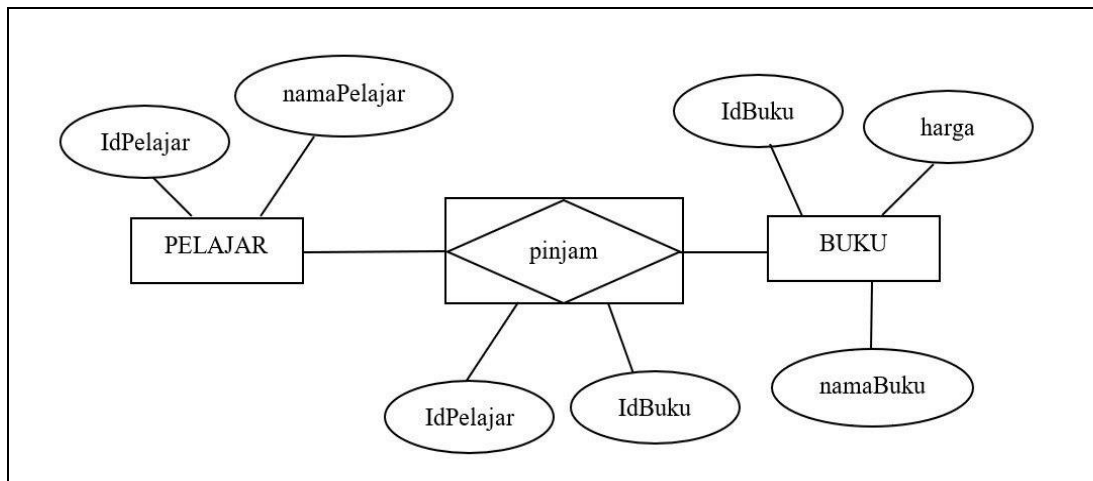 namaPelajar
IdPelajar
IdBuku
harga
PELAJAR
pinjam
BUKU
IdPelajar
IdBuku
namaBuku